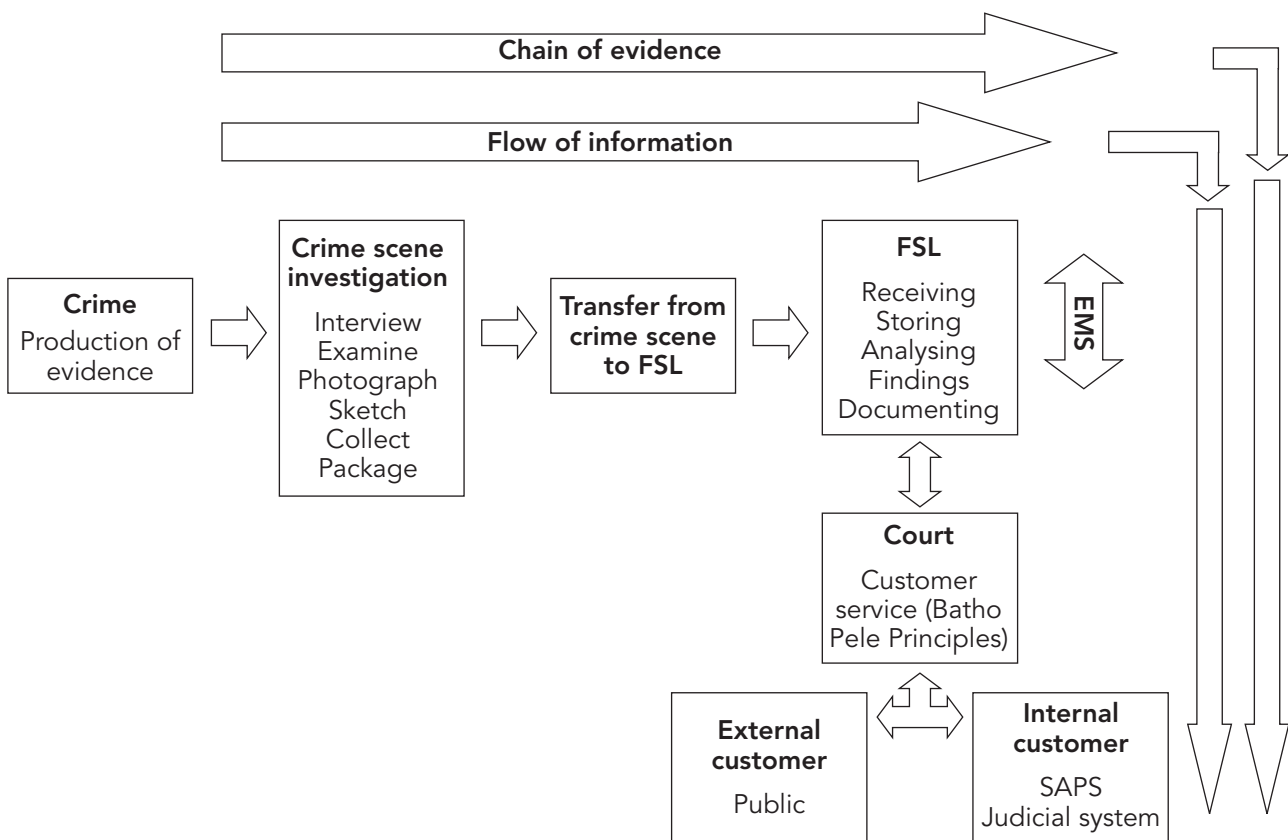 Chain of evidence
Flow of information
Crime
Production of
evidence
Crime scene
investigation
Interview
Examine
Photograph
Sketch
Collect
Package
Transfer from
crime scene
to FSL
FSL
Receiving
Storing
Analysing
Findings
Documenting
EMS
Court
Customer
service (Batho
Pele Principles)
External
customer
Public
Internal
customer
SAPS
Judicial system